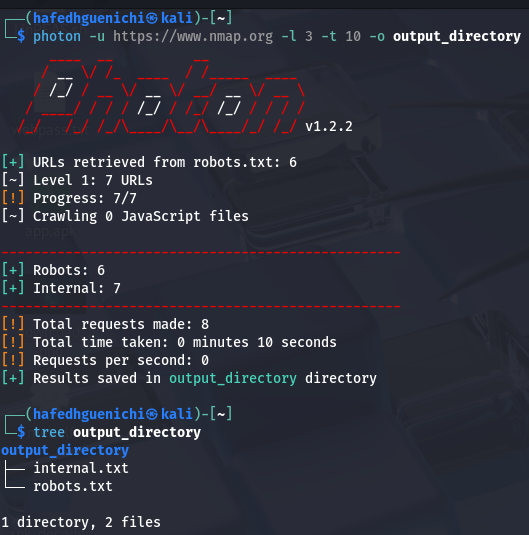 (hafedhguenichi㉿kali)-[~]
$ photon -u https://www.nmap.org -l 3 -t 10 -o output_directory
v1.2.2
[+] URLs retrieved from robots.txt: 6
[~] Level 1: 7 URLs
[!] Progress: 7/7
[~] Crawling 0 JavaScript files
--------------------------------------------------
[+] Robots: 6
[+] Internal: 7
--------------------------------------------------
[!] Total requests made: 8
[!] Total time taken: 0 minutes 10 seconds
[!] Requests per second: 0
[+] Results saved in output_directory directory
(hafedhguenichi㉿kali)-[~]
$ tree output_directory
output_directory
├── internal.txt
└── robots.txt
1 directory, 2 files